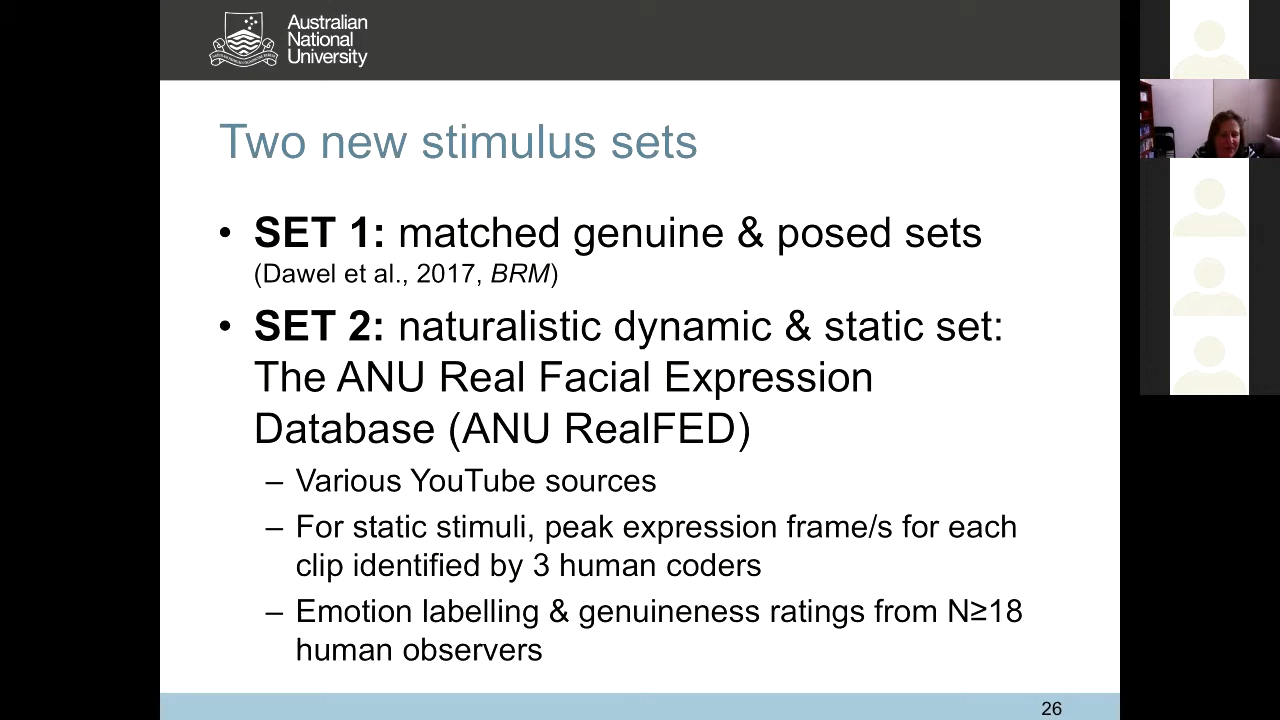 Australian
National
University
Two new stimulus sets
• SET 1: matched genuine & posed sets
(Dawel et al., 2017, BRM)
• SET 2: naturalistic dynamic & static set:
The ANU Real Facial Expression
Database (ANU RealFED)
– Various YouTube sources
– For static stimuli, peak expression frame/s for each
clip identified by 3 human coders
– Emotion labelling & genuineness ratings from N≥18
human observers
26